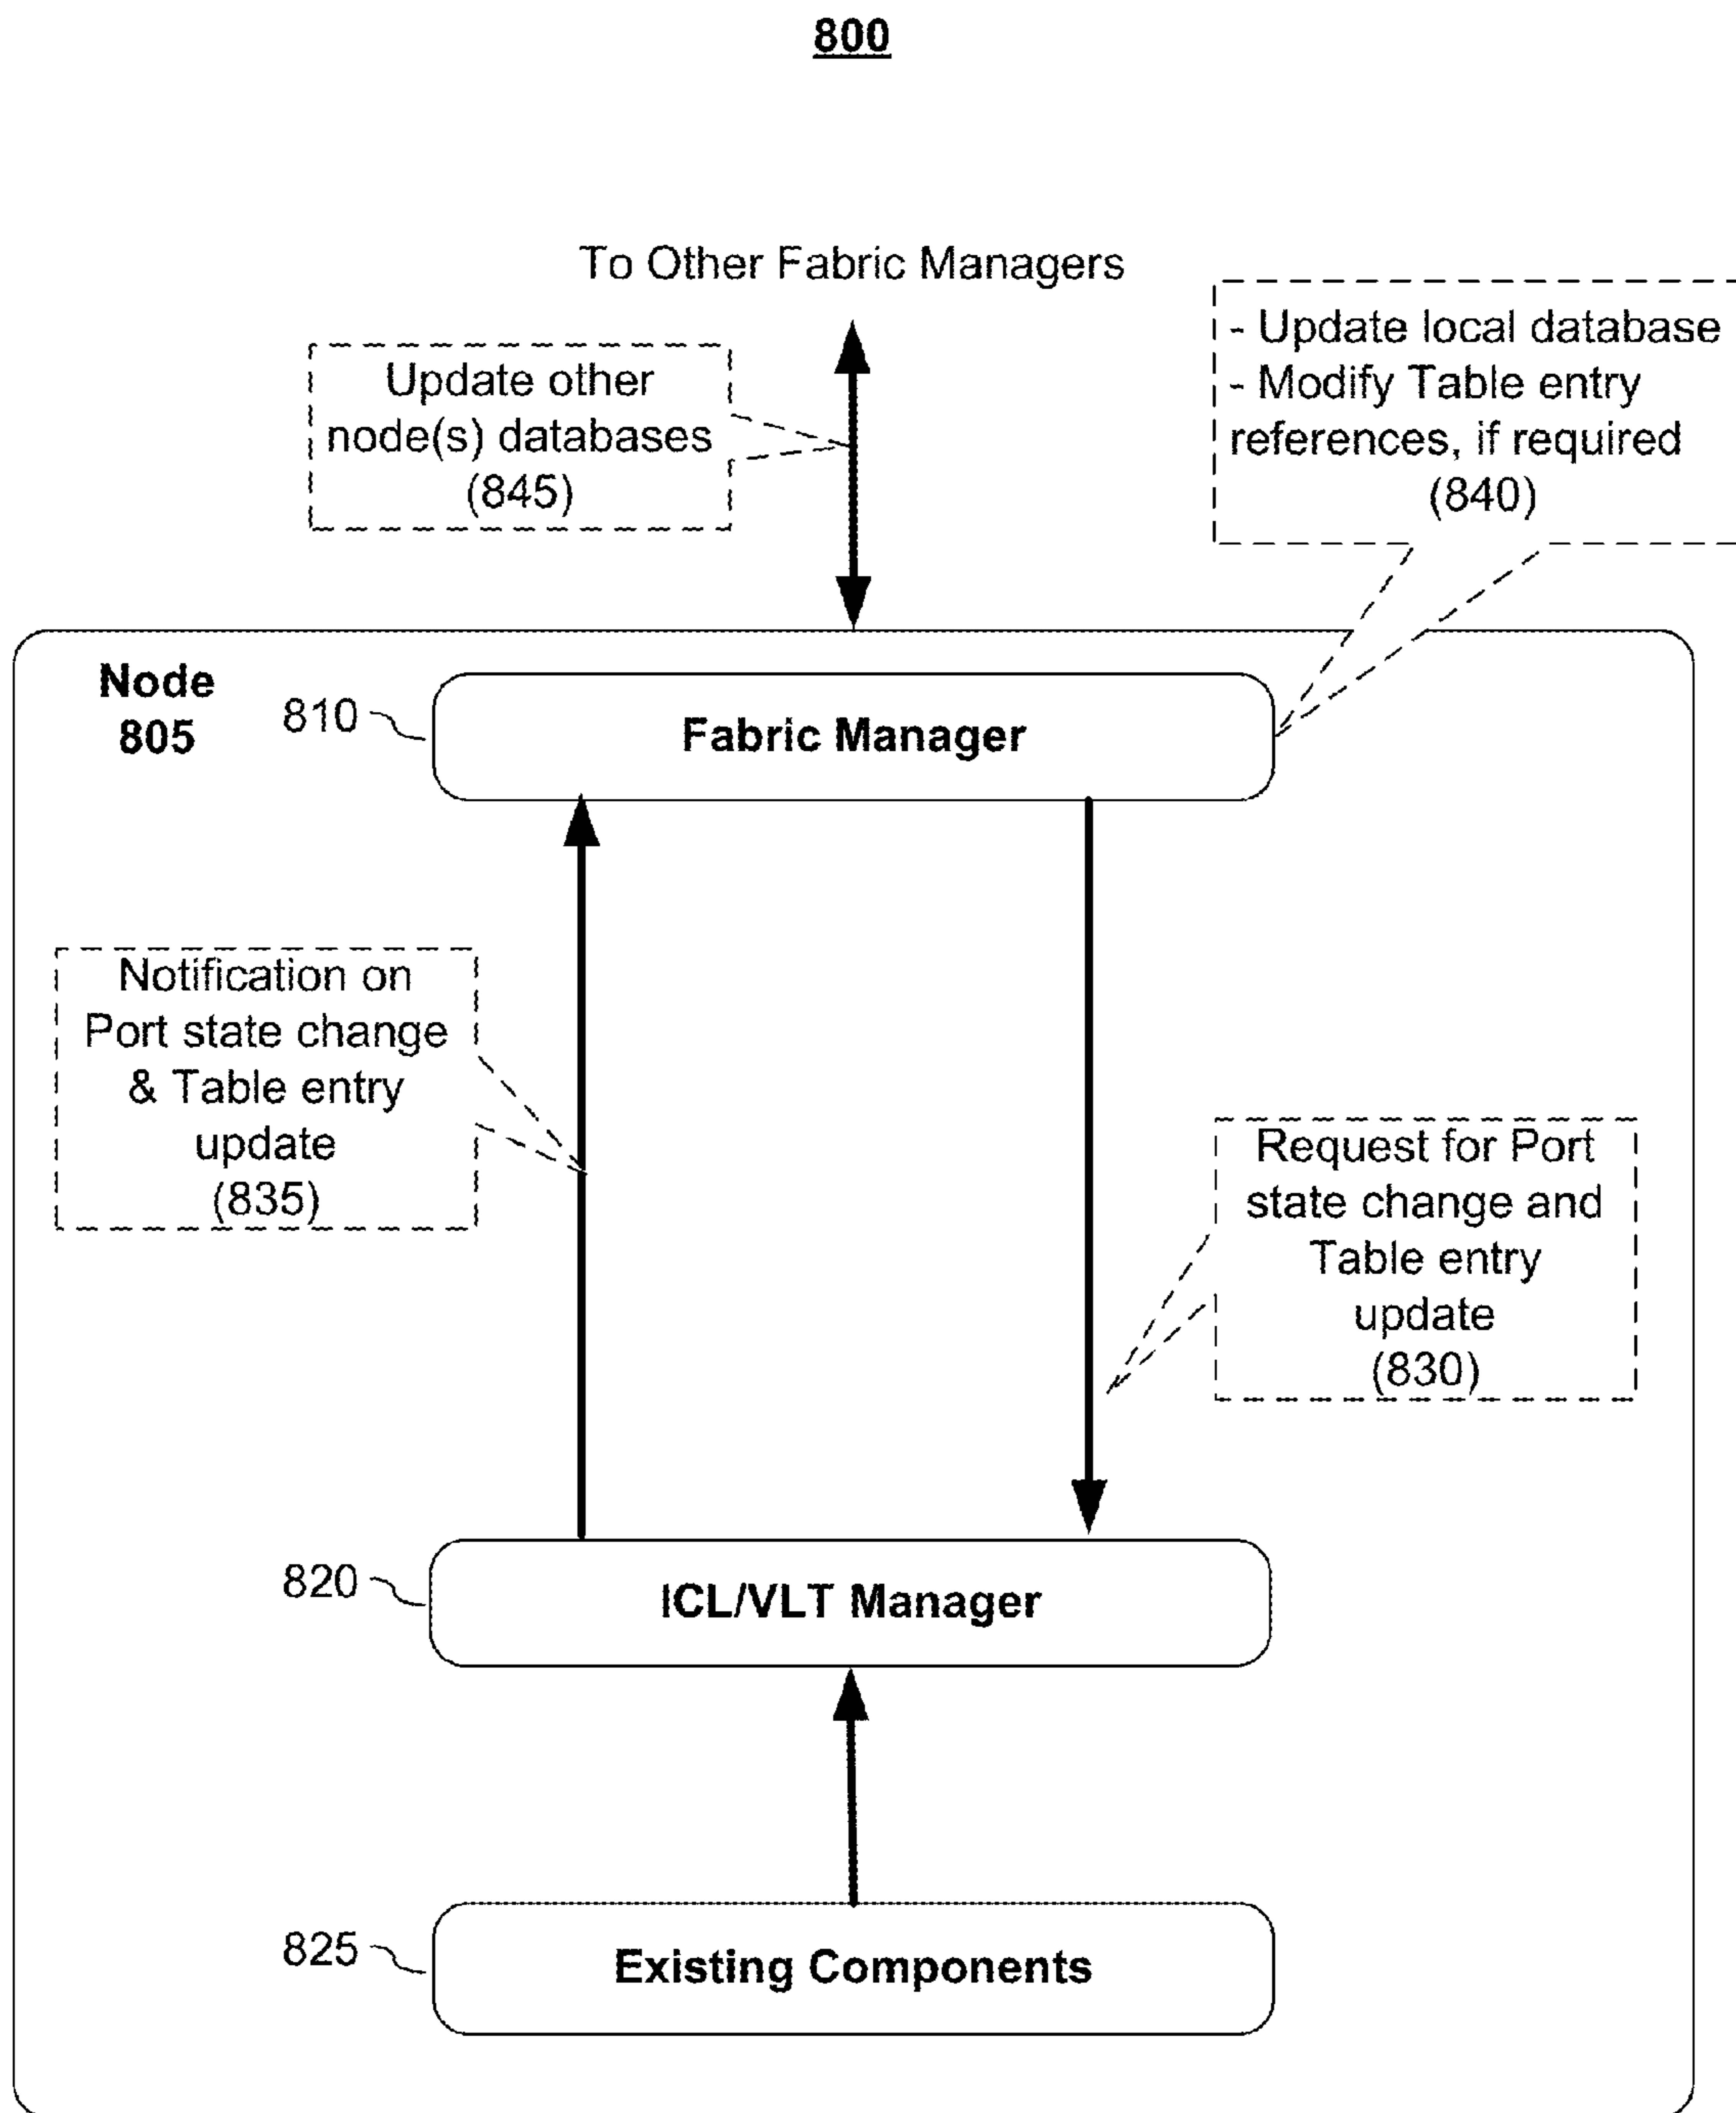 800
To Other Fabric Managers
Update other
node(s) databases
(845)
- Update local database
- Modify Table entry
references, if required
(840)
Node
805
810
Fabric Manager
Notification on
Port state change
& Table entry
update
(835)
Request for Port
state change and
Table entry
update
(830)
820
ICL/VLT Manager
825
Existing Components